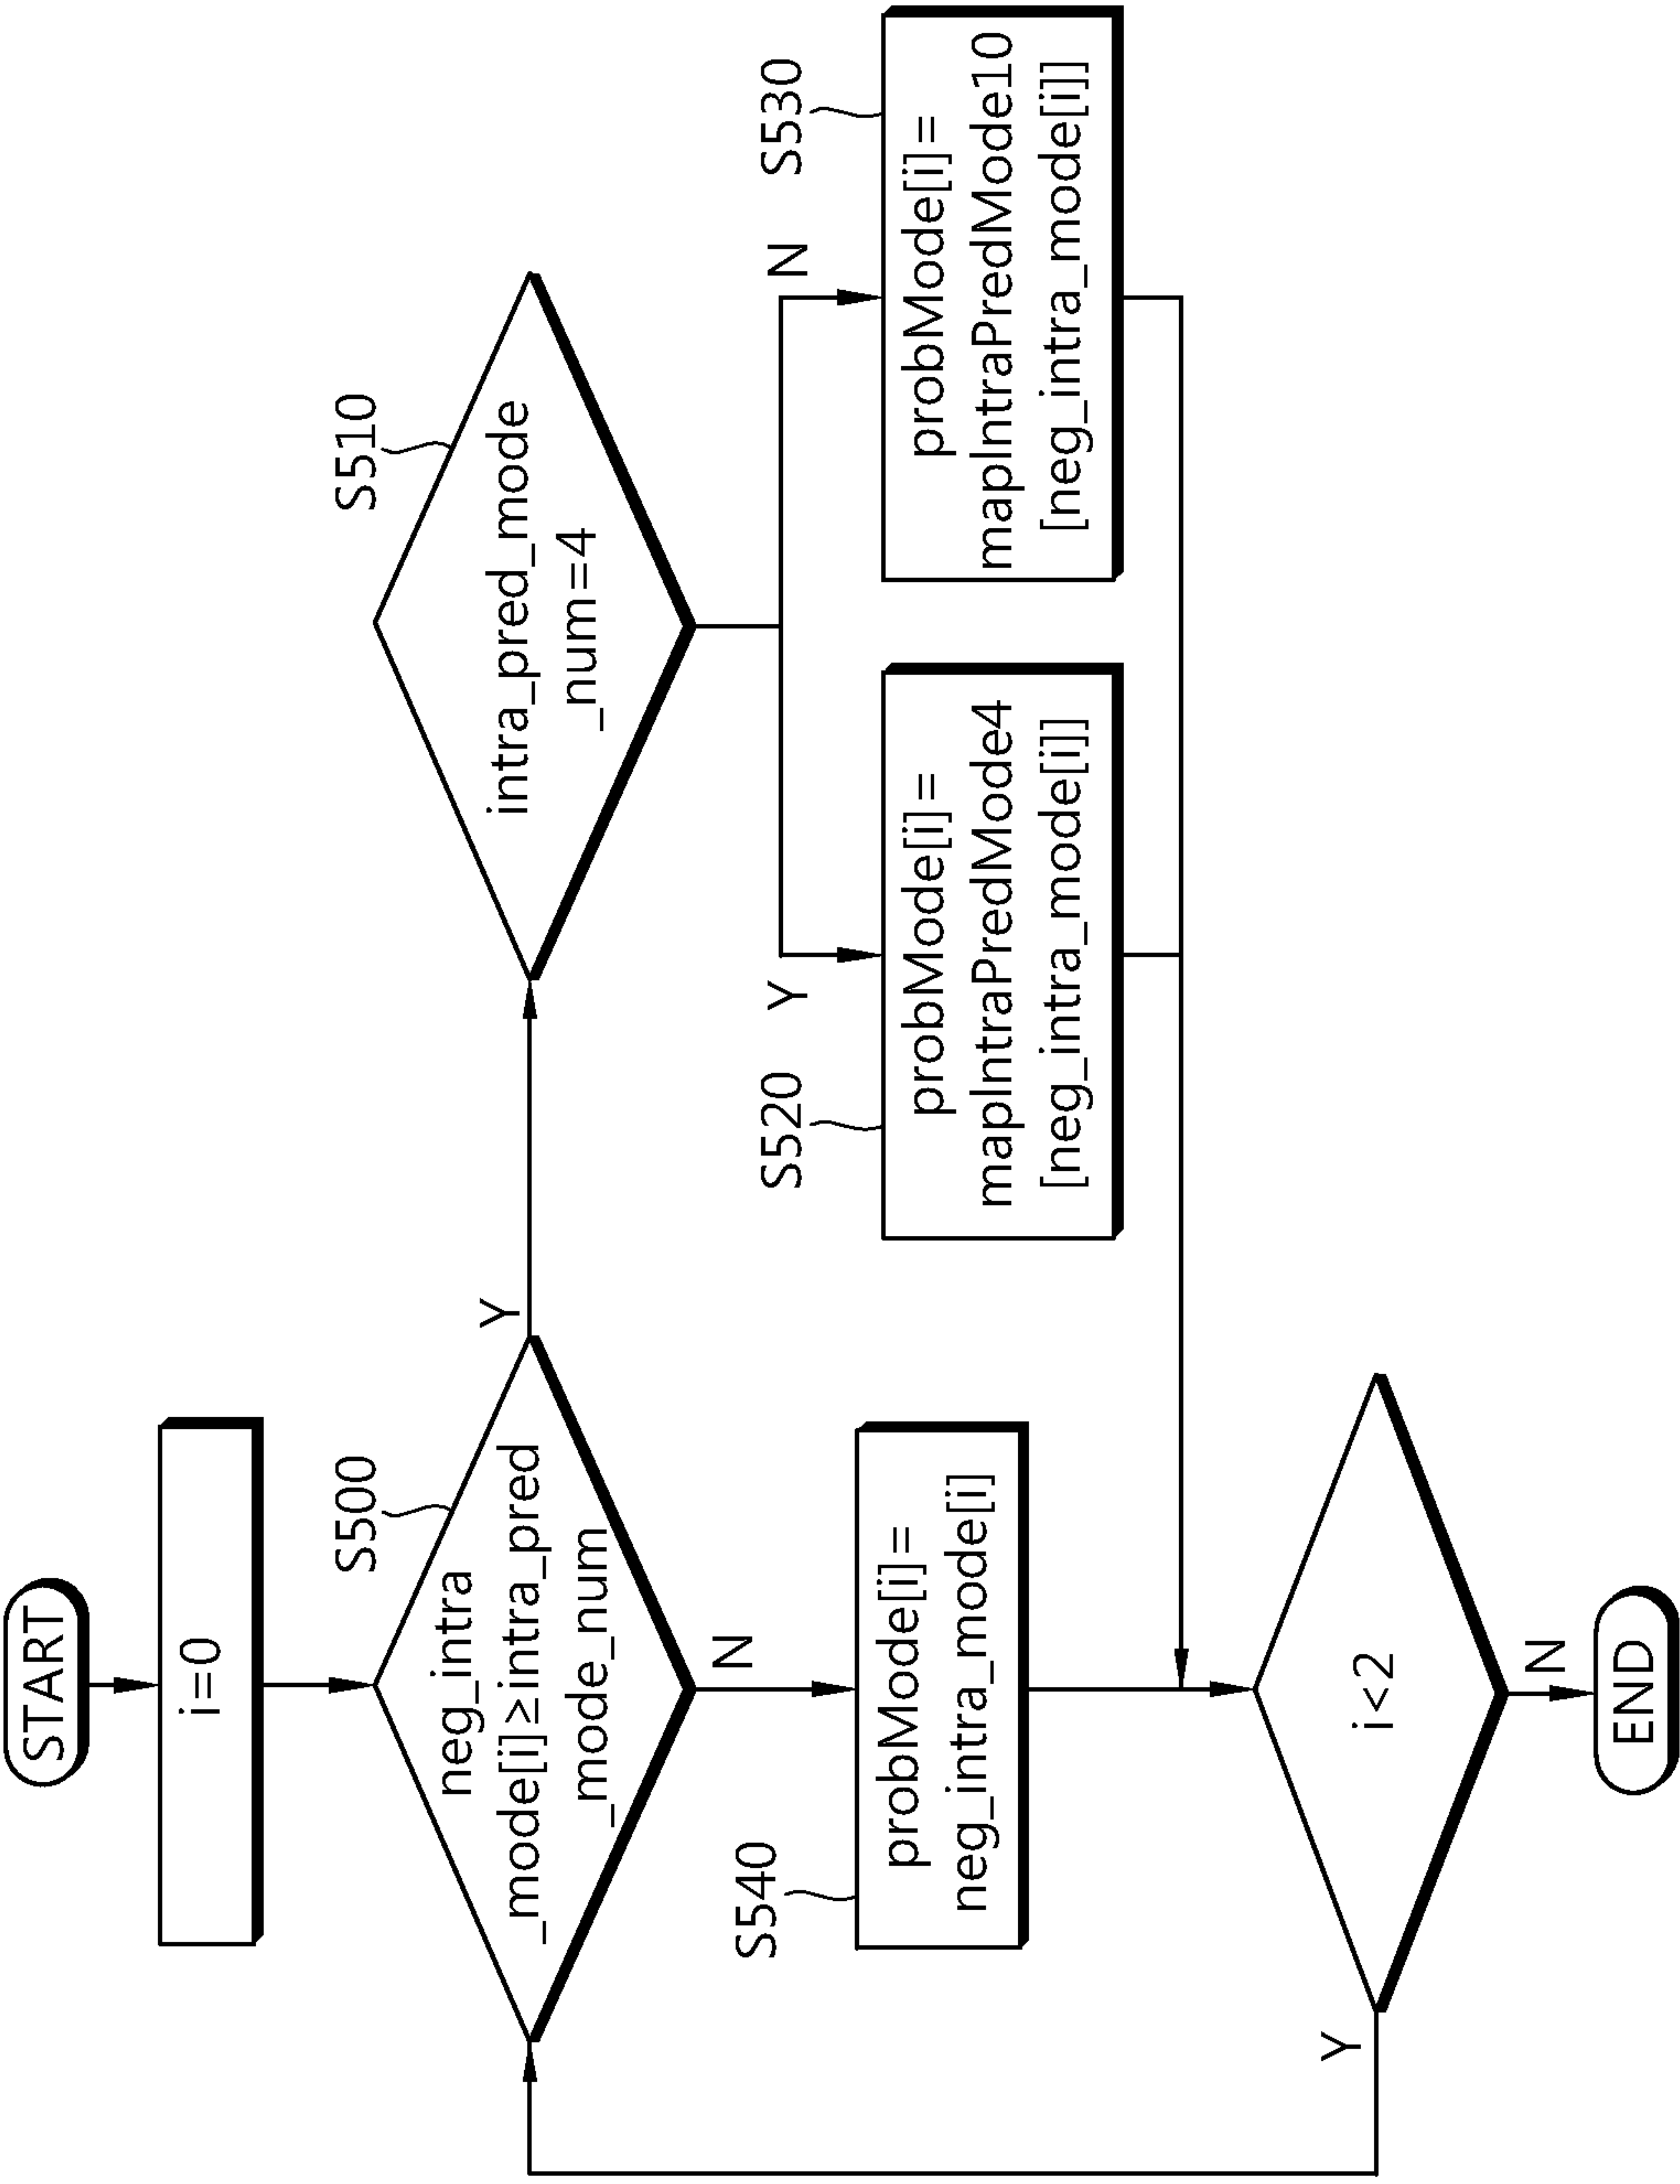 START
i=0
S500
neg_intra
_mode[i]≥intra_pred
_mode_num
Y
N
S510
intra_pred_mode
_num=4
Y
N
S520
probMode[i]=
mapIntraPredMode4
[neg_intra_mode[i]]
S530
probMode[i]=
mapIntraPredMode10
[neg_intra_mode[i]]
S540
probMode[i]=
neg_intra_mode[i]
i<2
Y
N
END